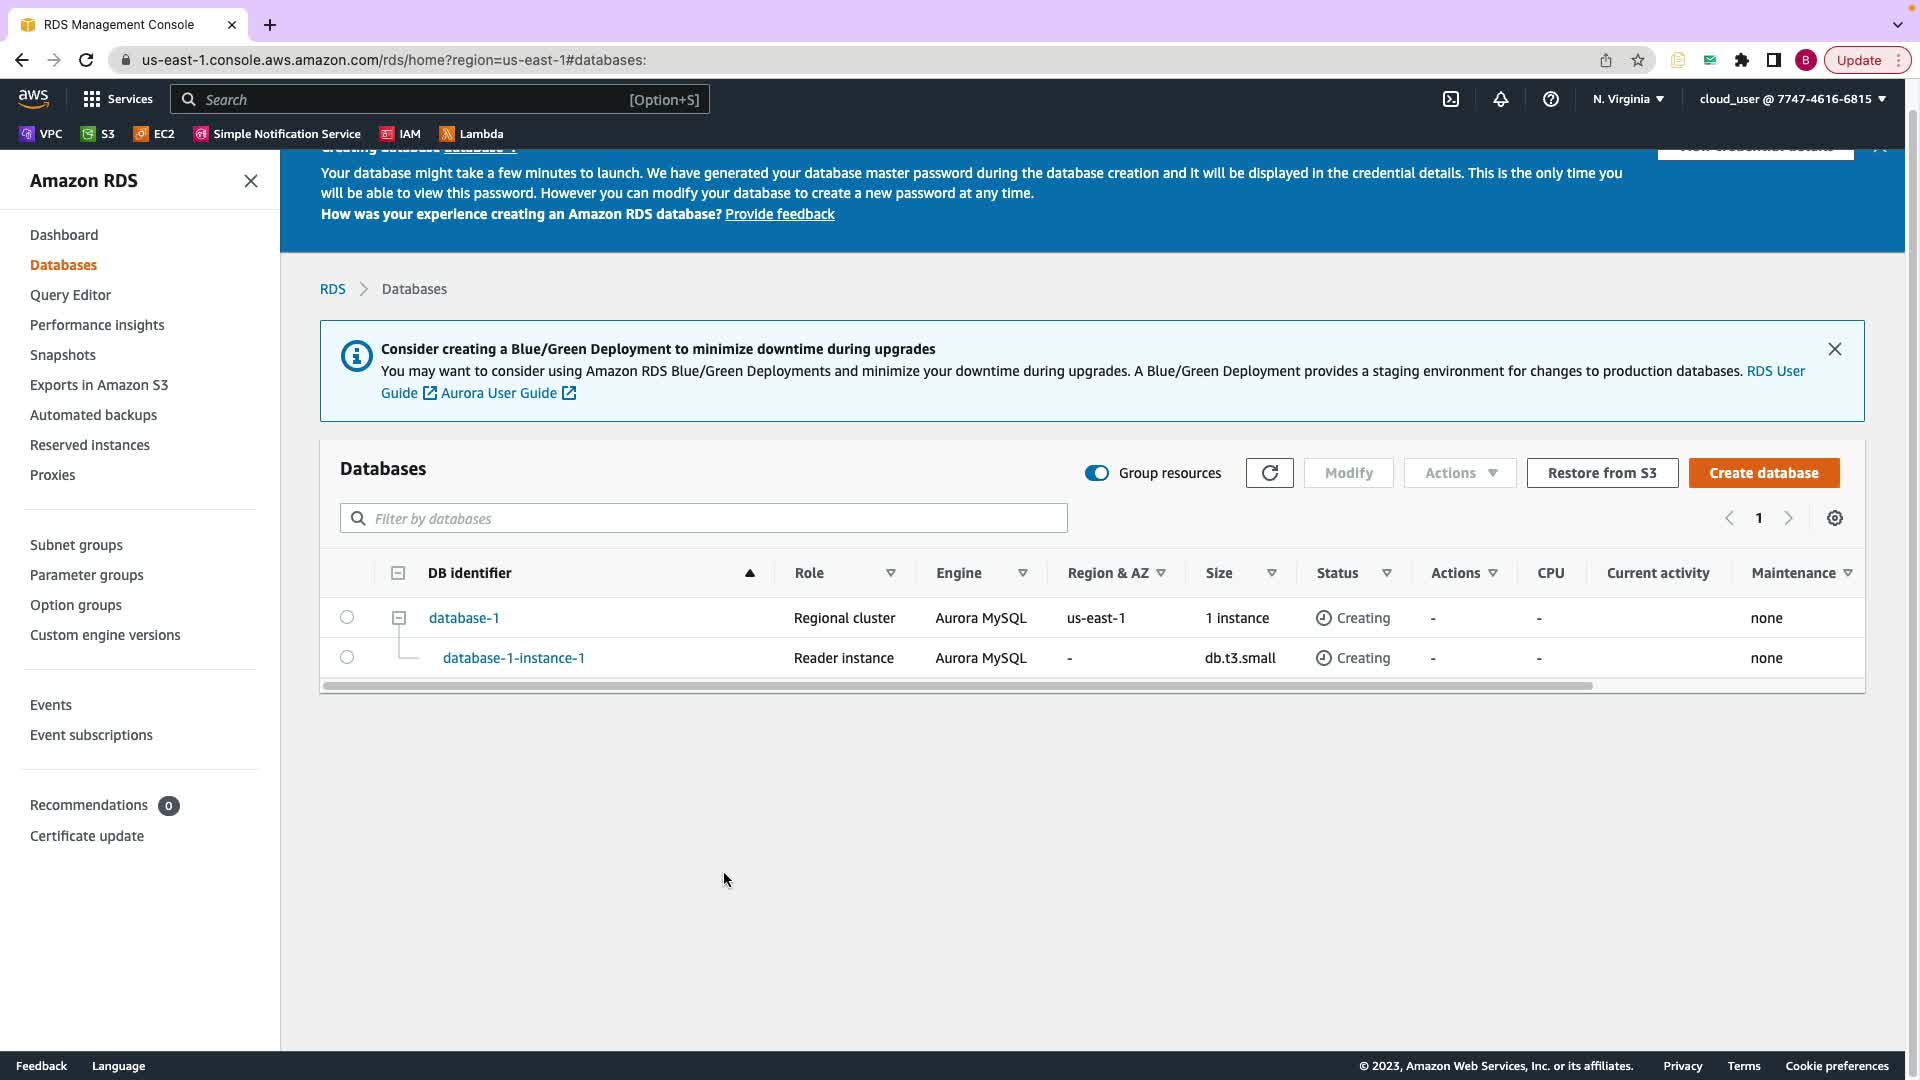 RDS Management Console
us-east-1.console.aws.amazon.com/rds/home?region=us-east-1#databases:
B
Update
aws
Services
Search
[Option+S]
N. Virginia
cloud_user @ 7747-4616-6815
VPC
S3
EC2
Simple Notification Service
IAM
Lambda
Amazon RDS
Dashboard
Databases
Query Editor
Performance insights
Snapshots
Exports in Amazon S3
Automated backups
Reserved instances
Proxies
Subnet groups
Parameter groups
Option groups
Custom engine versions
Events
Event subscriptions
Recommendations 0
Certificate update
Your database might take a few minutes to launch. We have generated your database master password during the database creation and it will be displayed in the credential details. This is the only time you
will be able to view this password. However you can modify your database to create a new password at any time.
How was your experience creating an Amazon RDS database? Provide feedback
RDS > Databases
Consider creating a Blue/Green Deployment to minimize downtime during upgrades
You may want to consider using Amazon RDS Blue/Green Deployments and minimize your downtime during upgrades. A Blue/Green Deployment provides a staging environment for changes to production databases. RDS User
Guide Aurora User Guide
Databases
Group resources
Modify
Actions
Restore from S3
Create database
Filter by databases
1
DB identifier Role Engine Region & AZ Size Status Actions CPU Current activity Maintenance
database-1 Regional cluster Aurora MySQL us-east-1 1 instance Creating - - none
database-1-instance-1 Reader instance Aurora MySQL - db.t3.small Creating - - none
Feedback
Language
© 2023, Amazon Web Services, Inc. or its affiliates.
Privacy
Terms
Cookie preferences